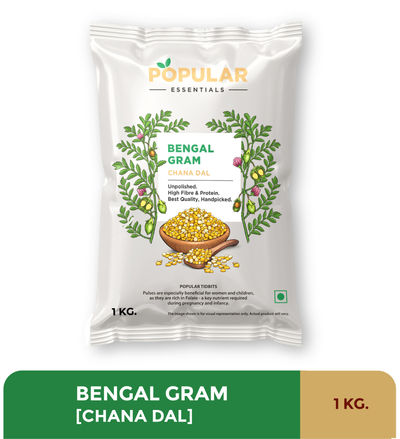 POPULAR
ESSENTIALS
BENGAL
GRAM
CHANA DAL
Unpolished.
High Fibre & Protein.
Best Quality, Handpicked.
POPULAR TIDBITS
Pulses are especially beneficial for women and children,
as they are rich in Folate - a key nutrient required
during pregnancy and infancy.
1 KG.
The image shown is for visual representation only. Actual product will vary.
BENGAL GRAM
[CHANA DAL]
1 KG.